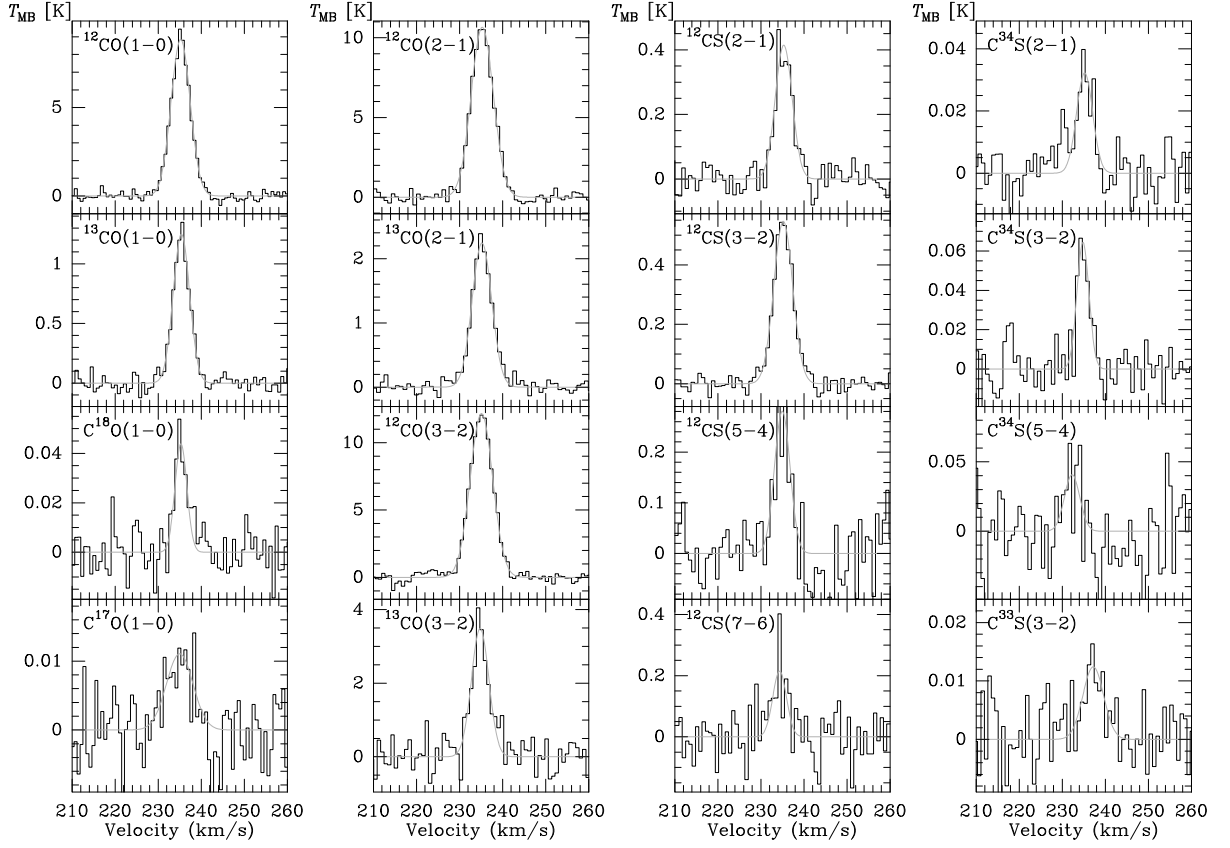 T_MB [K] T_MB [K] T_MB [K] T_MB [K]
¹²CO(1−0)
5
0
¹²CO(2−1)
10
5
0
¹²CS(2−1)
0.4
0.2
0
C³⁴S(2−1)
0.04
0.02
0
¹³CO(1−0)
1
0.5
0
¹³CO(2−1)
2
1
0
¹²CS(3−2)
0.4
0.2
0
C³⁴S(3−2)
0.06
0.04
0.02
0
C¹⁸O(1−0)
0.04
0.02
0
¹²CO(3−2)
10
5
0
¹²CS(5−4)
0.2
0.1
0
C³⁴S(5−4)
0.05
0
C¹⁷O(1−0)
0.01
0
¹³CO(3−2)
4
3
2
1
0
¹²CS(7−6)
0.4
0.2
0
C³³S(3−2)
0.02
0.01
0
210 220 230 240 250 260 210 220 230 240 250 260 210 220 230 240 250 260 210 220 230 240 250 260
Velocity (km/s) Velocity (km/s) Velocity (km/s) Velocity (km/s)